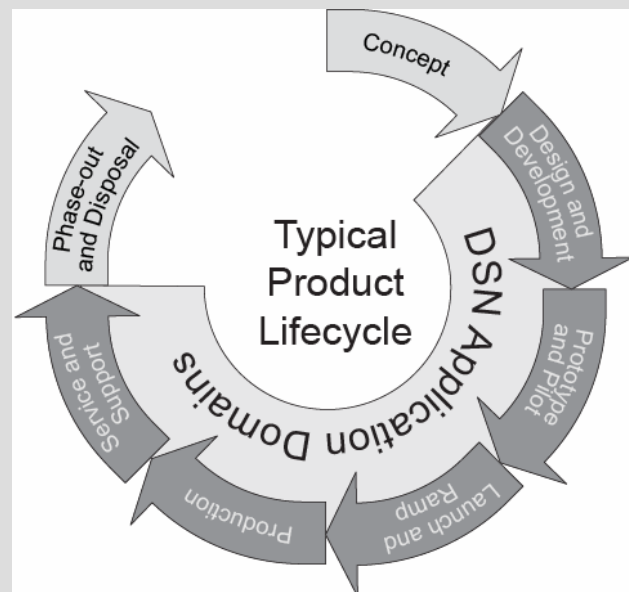 Concept
Design and
Development
Prototype
and Pilot
Launch and
Ramp
Production
Service and
Support
Phase-out
and Disposal
DSN Application Domains
Typical
Product
Lifecycle